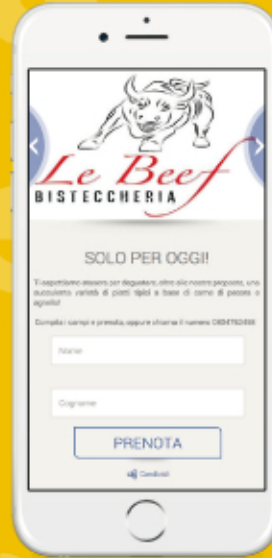 Le Beef
BISTECCHERIA
SOLO PER OGGI!
Ti aspettiamo stasera per degustare, oltre alle nostre proposte, una
succulenta varietà di piatti tipici a base di carne di pecora o
agnello!
Compila i campi e prenota, oppure chiama il numero
Nome
Cognome
PRENOTA
Condividi